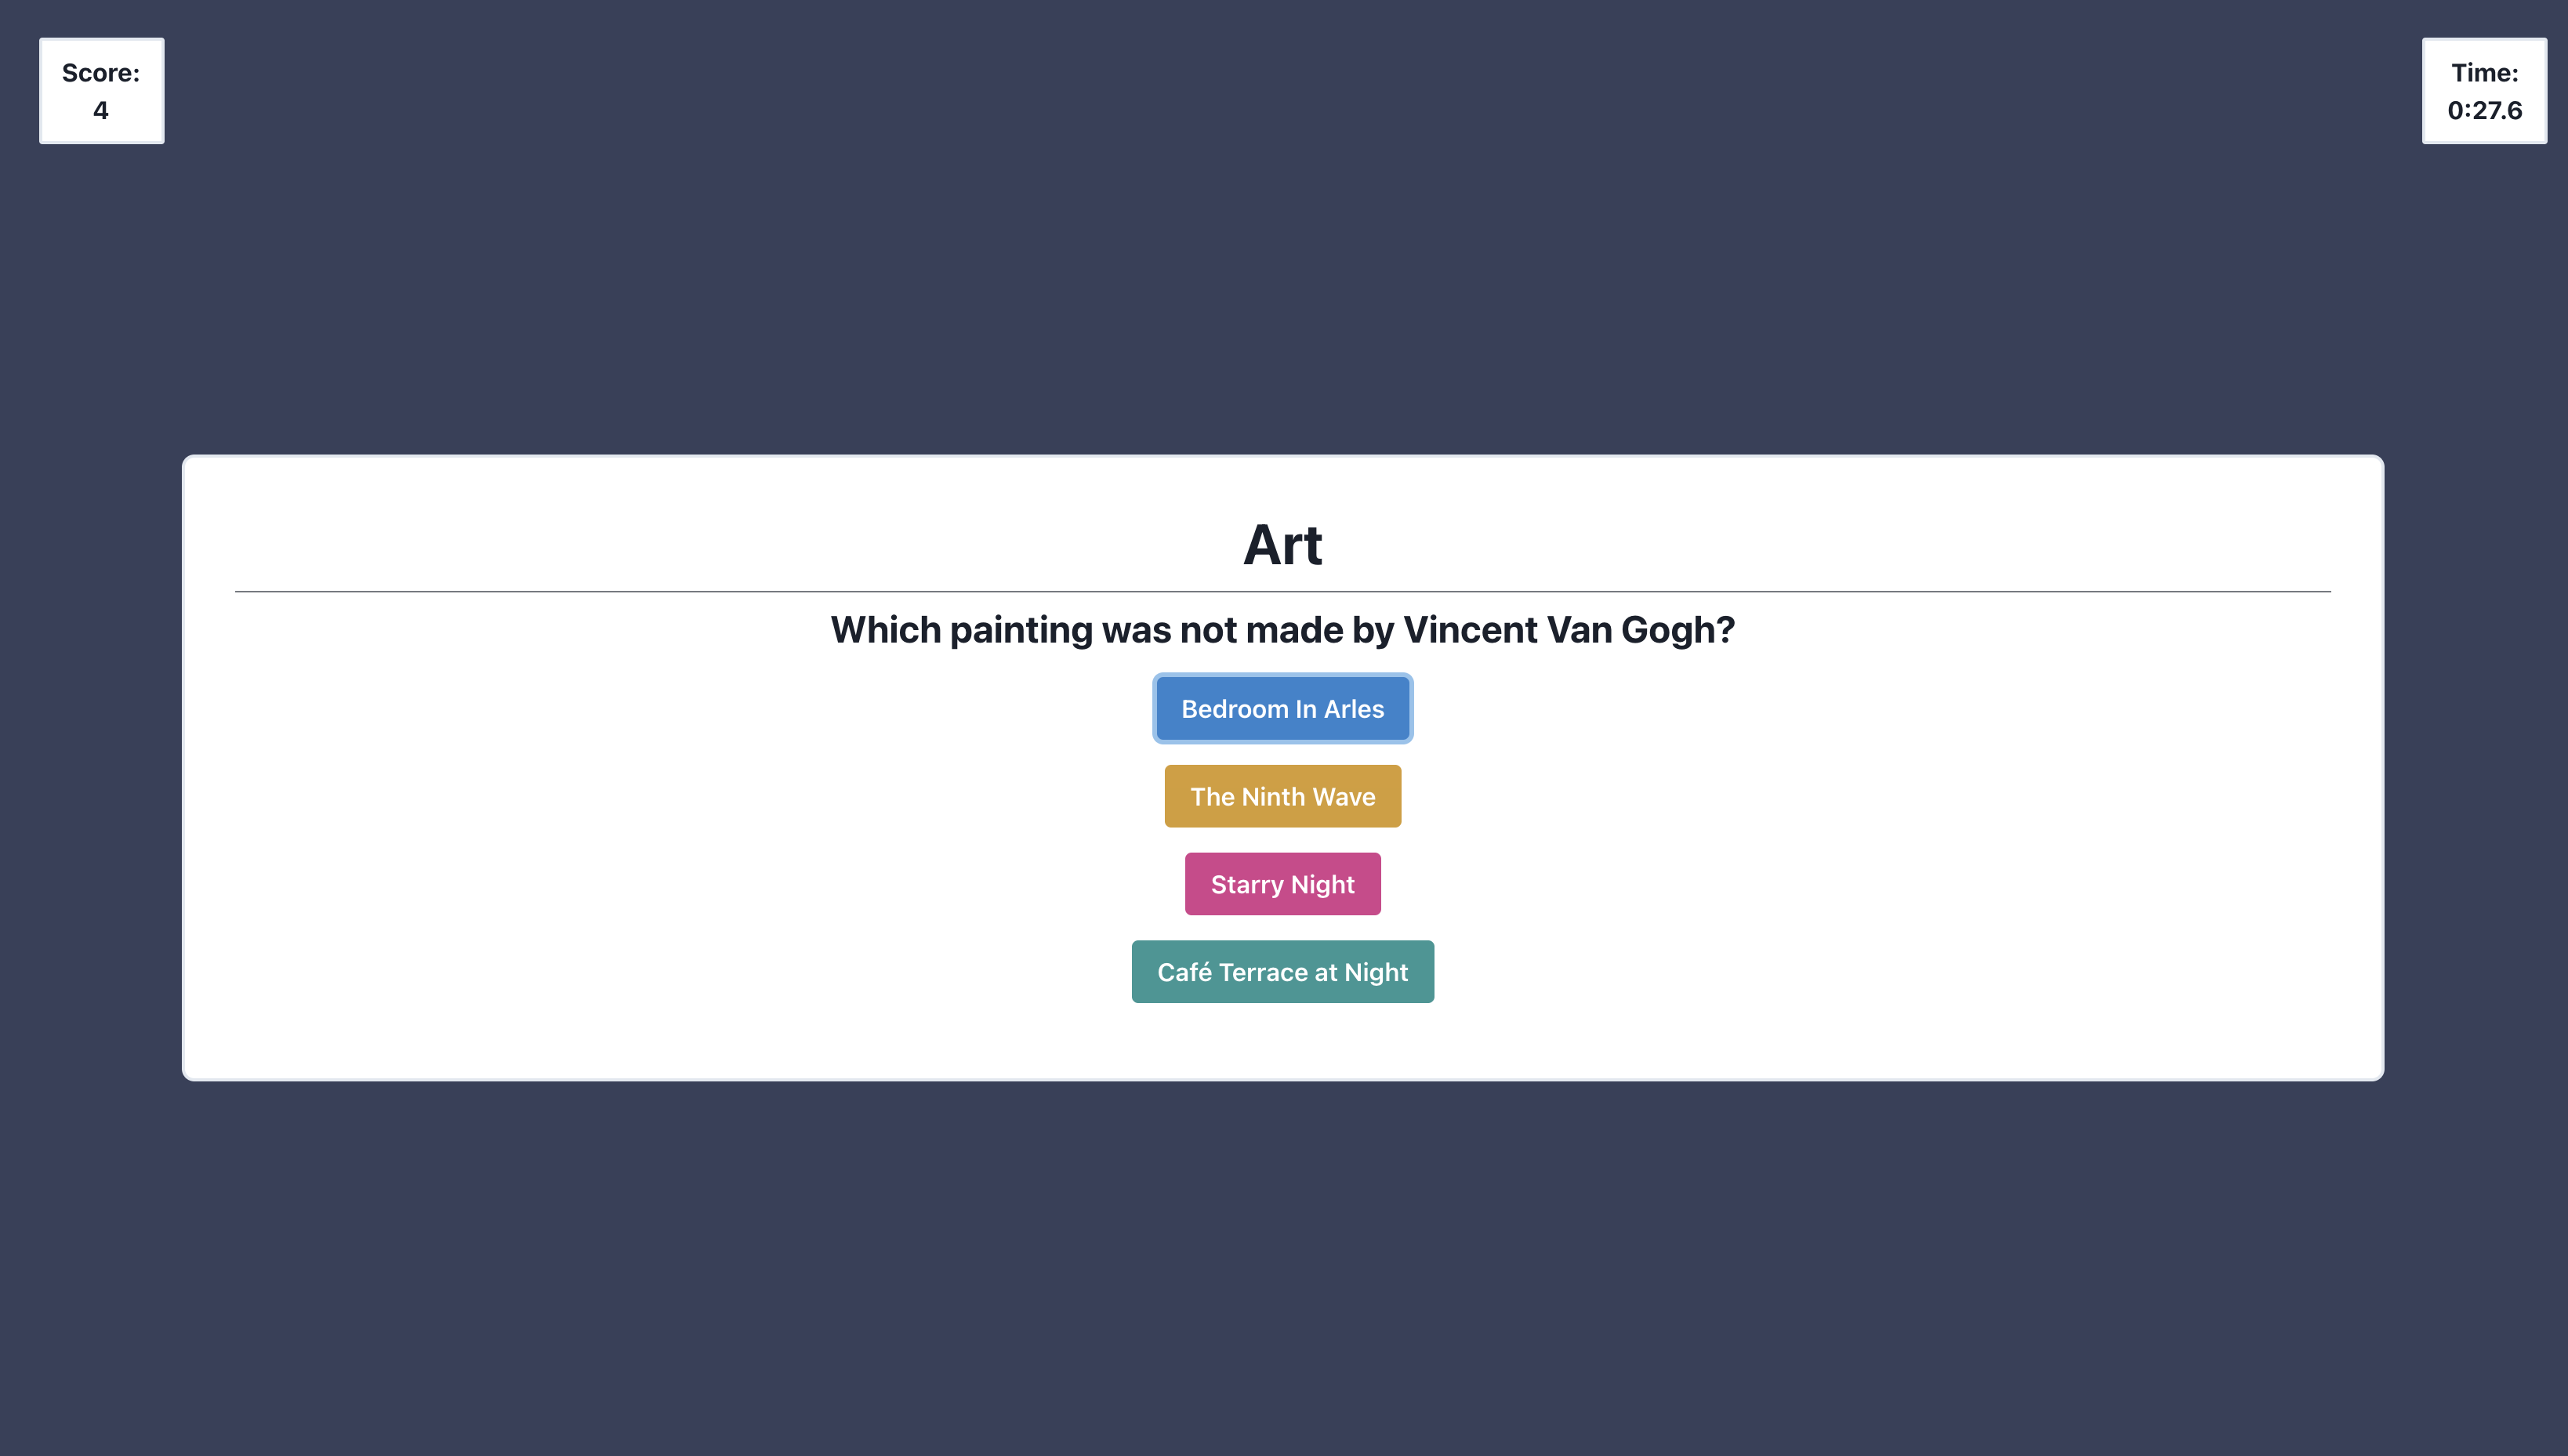 Score:
4
Time:
0:27.6
Art
Which painting was not made by Vincent Van Gogh?
Bedroom In Arles
The Ninth Wave
Starry Night
Café Terrace at Night